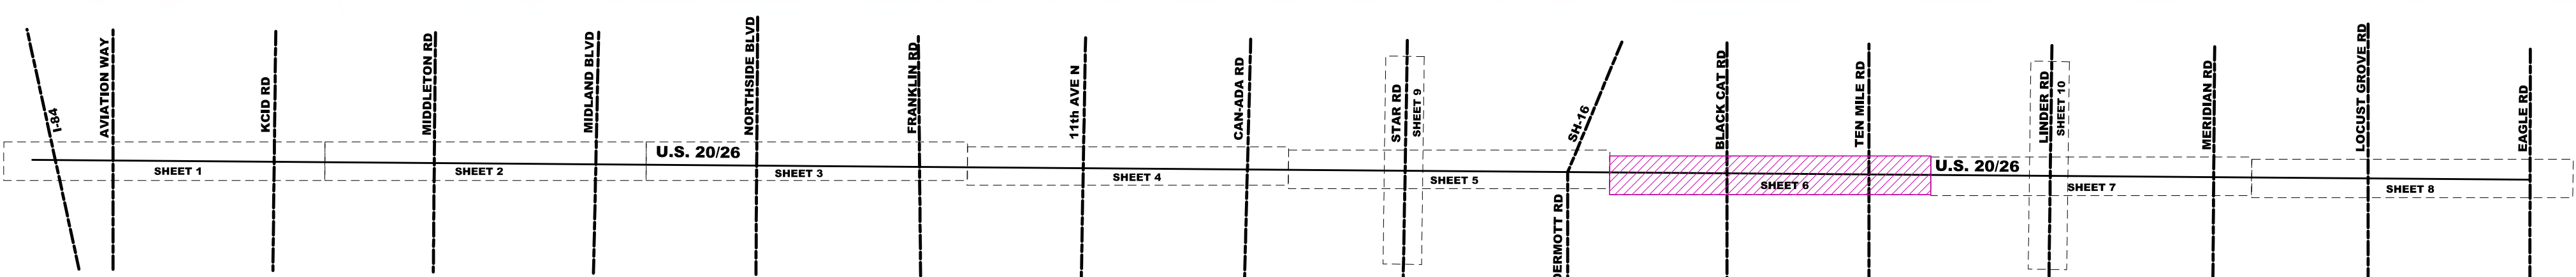 I-84
AVIATION WAY
KCID RD
MIDDLETON RD
MIDLAND BLVD
NORTHSIDE BLVD
FRANKLIN RD
11th AVE N
CAN-ADA RD
STAR RD
SHEET 9
SH-16
BLACK CAT RD
TEN MILE RD
LINDER RD
SHEET 10
MERIDIAN RD
LOCUST GROVE RD
EAGLE RD
U.S. 20/26
U.S. 20/26
SHEET 1
SHEET 2
SHEET 3
SHEET 4
SHEET 5
SHEET 6
SHEET 7
SHEET 8
DERMOTT RD